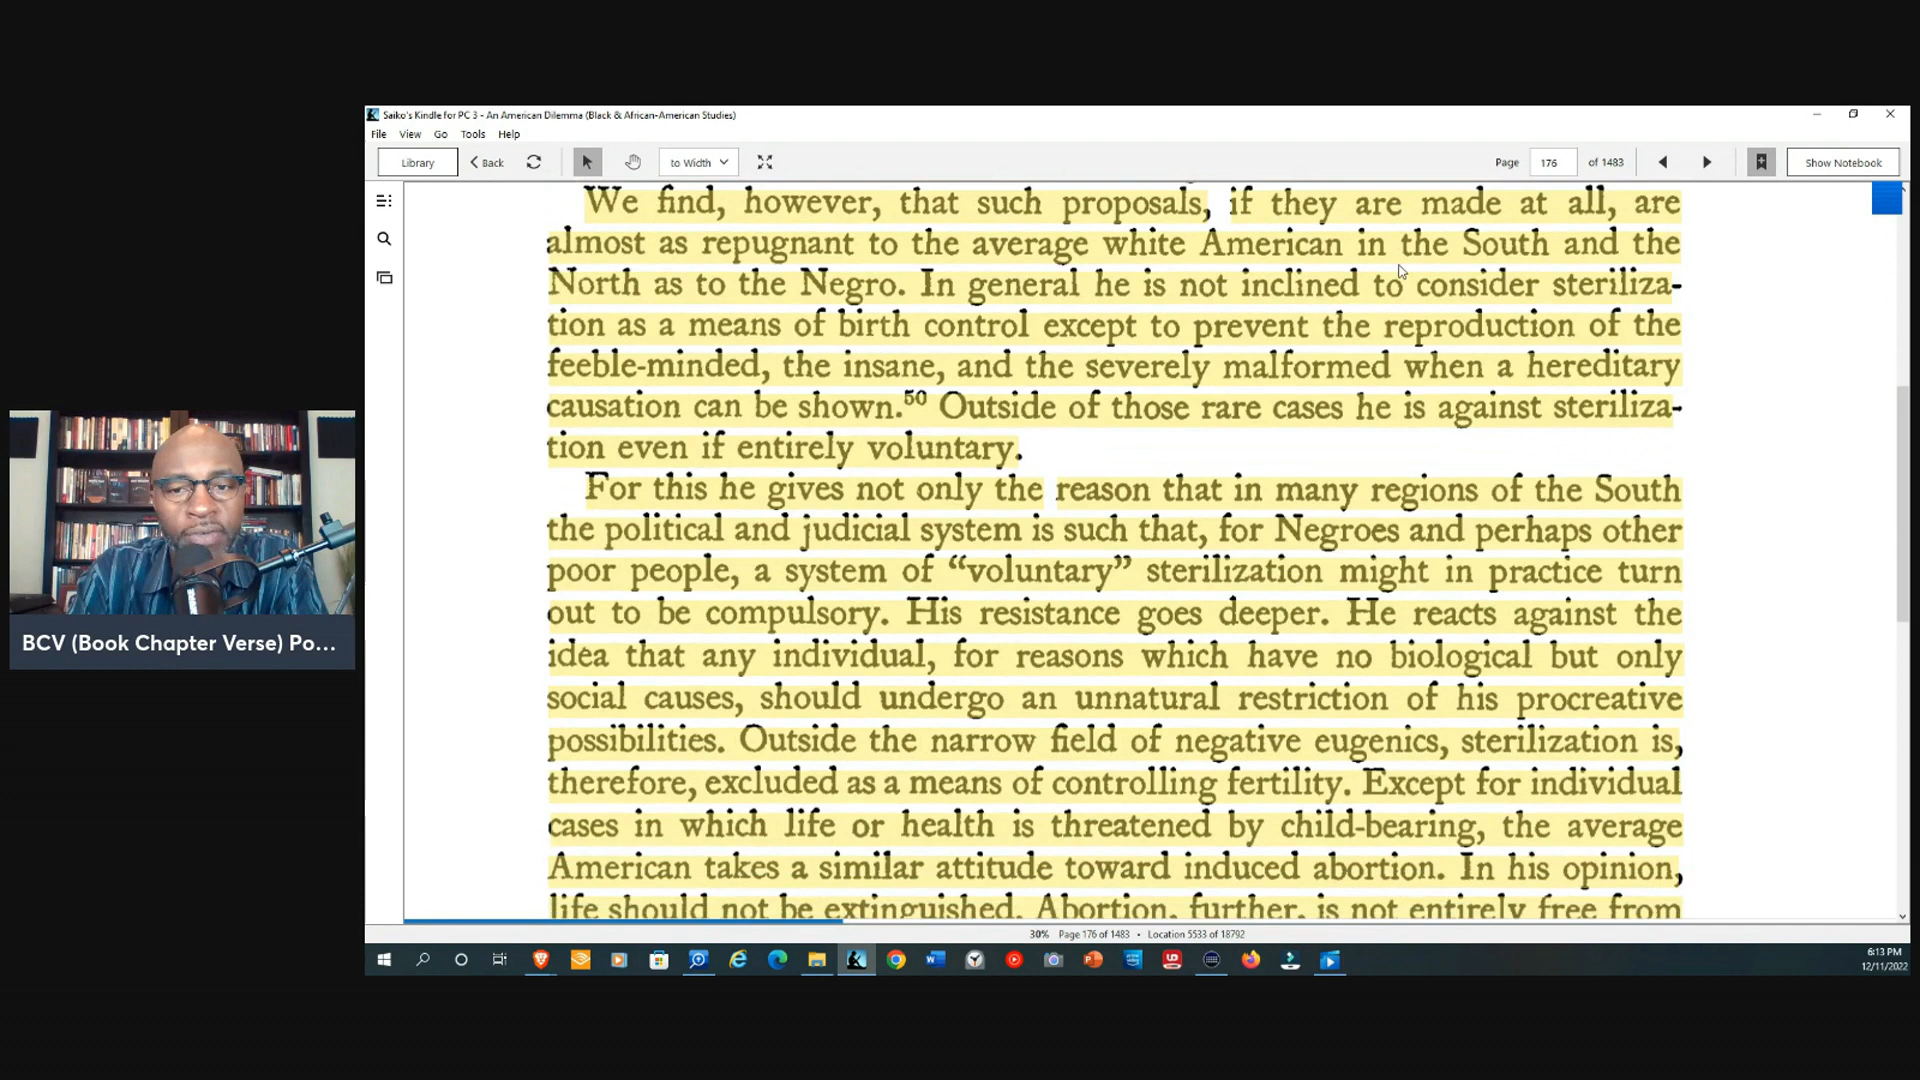 Saiko's Kindle for PC 3 - An American Dilemma (Black & African-American Studies)
File View Go Tools Help
Library Back to Width Page 176 of 1483 Show Notebook
We find, however, that such proposals, if they are made at all, are
almost as repugnant to the average white American in the South and the
North as to the Negro. In general he is not inclined to consider steriliza-
tion as a means of birth control except to prevent the reproduction of the
feeble-minded, the insane, and the severely malformed when a hereditary
causation can be shown.50 Outside of those rare cases he is against steriliza-
tion even if entirely voluntary.
For this he gives not only the reason that in many regions of the South
the political and judicial system is such that, for Negroes and perhaps other
poor people, a system of “voluntary” sterilization might in practice turn
out to be compulsory. His resistance goes deeper. He reacts against the
idea that any individual, for reasons which have no biological but only
social causes, should undergo an unnatural restriction of his procreative
possibilities. Outside the narrow field of negative eugenics, sterilization is,
therefore, excluded as a means of controlling fertility. Except for individual
cases in which life or health is threatened by child-bearing, the average
American takes a similar attitude toward induced abortion. In his opinion,
life should not be extinguished. Abortion, further, is not entirely free from
30% Page 176 of 1483 • Location 5533 of 18792
6:13 PM
12/11/2022
BCV (Book Chapter Verse) Po...